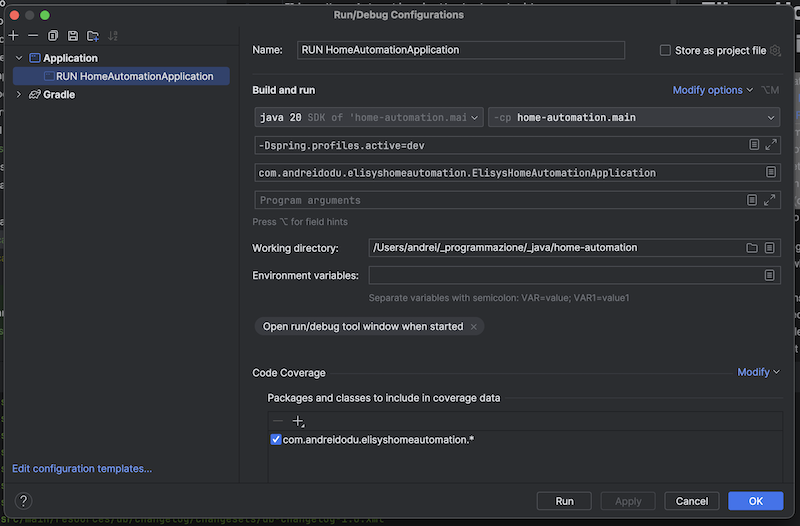 Run/Debug Configurations
Application
RUN HomeAutomationApplication
Gradle
Edit configuration templates...
Name: RUN HomeAutomationApplication
Store as project file
Build and run
Modify options ⌥M
java 20 SDK of 'home-automation.mai
-cp home-automation.main
-Dspring.profiles.active=dev
com.andreidodu.elisyshomeautomation.ElisysHomeAutomationApplication
Program arguments
Press ⌥ for field hints
Working directory: /Users/andrei/_programmazione/_java/home-automation
Environment variables:
Separate variables with semicolon: VAR=value; VAR1=value1
Open run/debug tool window when started ×
Code Coverage
Modify
Packages and classes to include in coverage data
com.andreidodu.elisyshomeautomation.*
?
Run
Apply
Cancel
OK